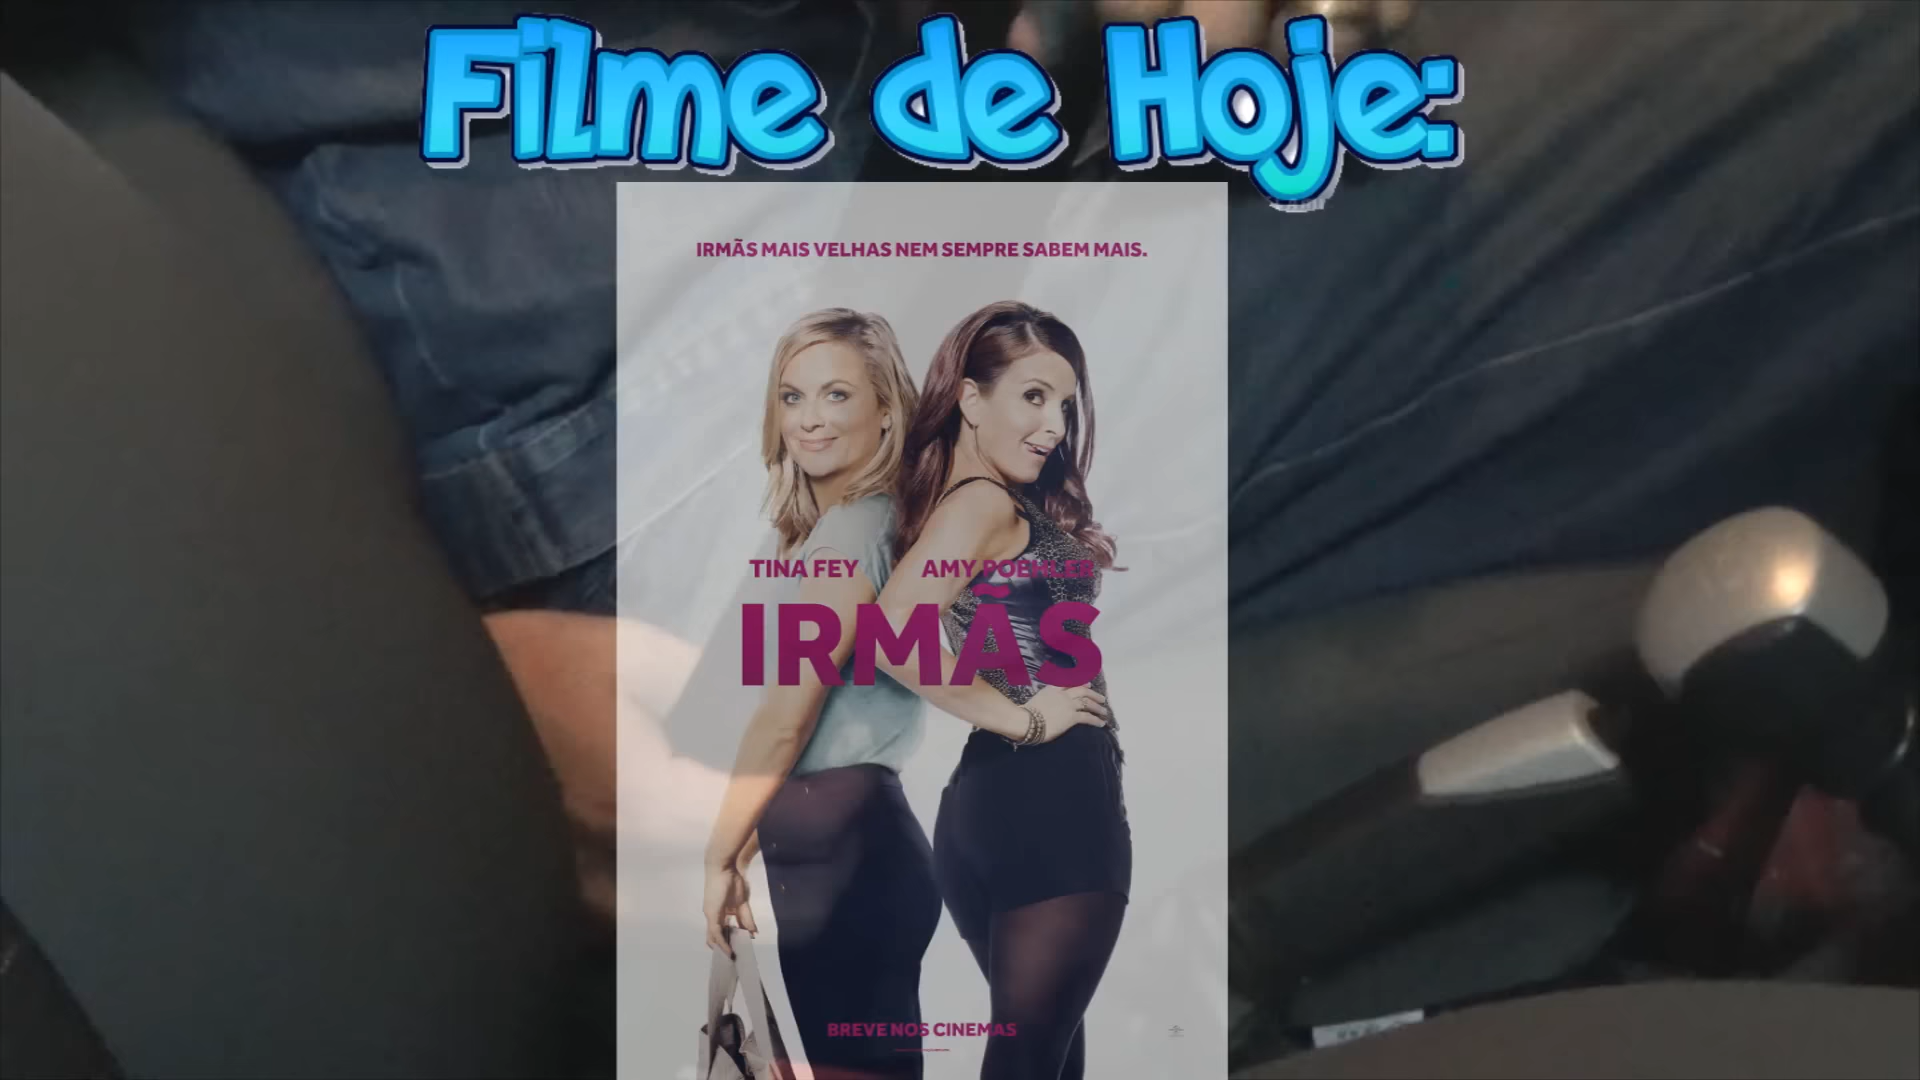 Filme de Hoje:
IRMÃS MAIS VELHAS NEM SEMPRE SABEM MAIS.
TINA FEY AMY POEHLER
IRMÃS
BREVE NOS CINEMAS